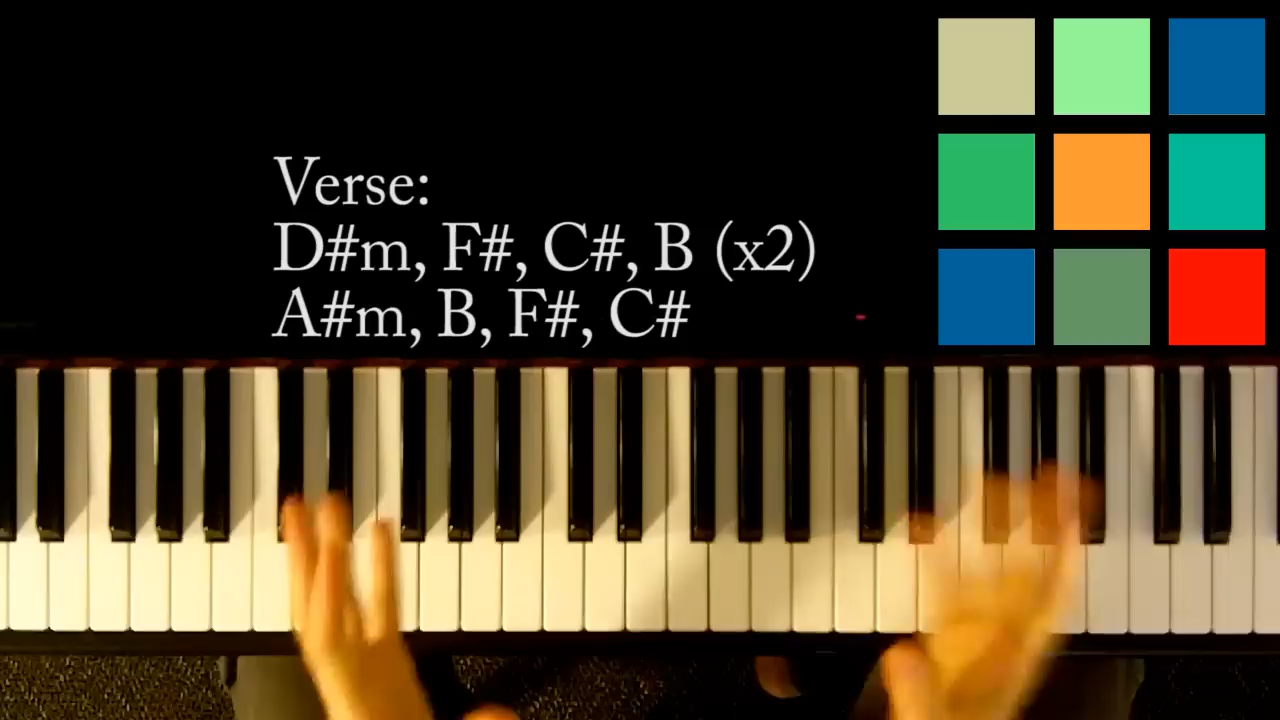 Verse:
D#m, F#, C#, B (x2)
A#m, B, F#, C#